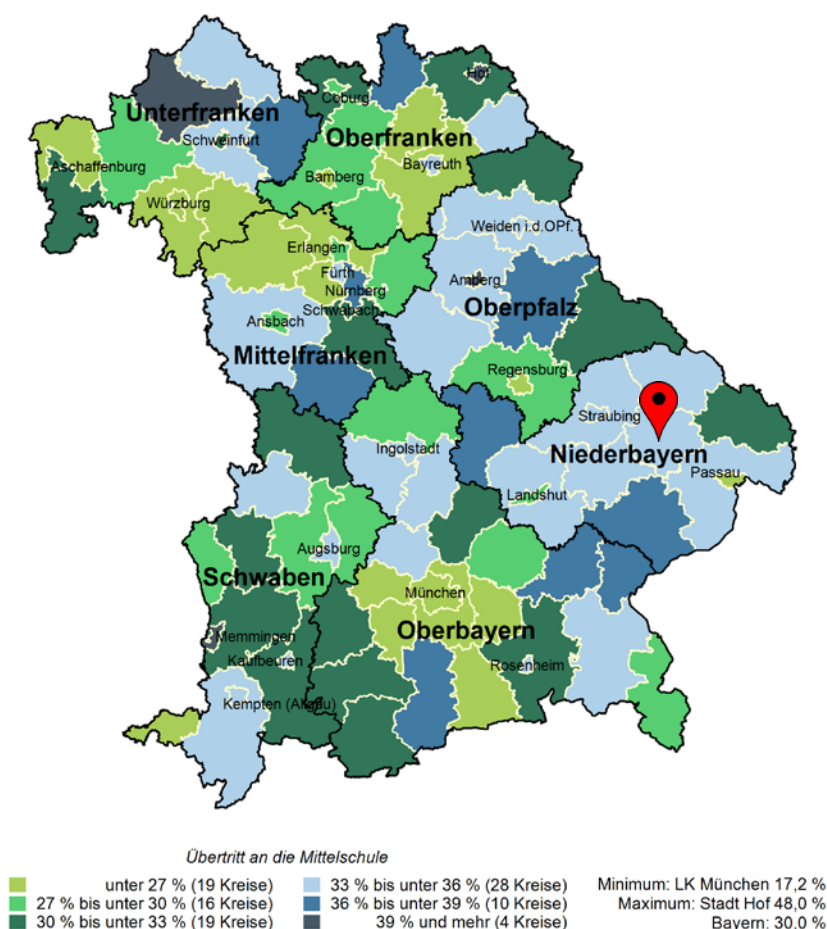 Hof
Coburg
Unterfranken
Oberfranken
Schweinfurt
Aschaffenburg
Bayreuth
Bamberg
Würzburg
Weiden i.d.OPf.
Erlangen
Fürth
Amberg
Nürnberg
Oberpfalz
Schwabach
Ansbach
Mittelfranken
Regensburg
Straubing
Ingolstadt
Niederbayern
Passau
Landshut
Augsburg
Schwaben
München
Oberbayern
Memmingen
Kaufbeuren
Rosenheim
Kempten (Allgäu)
Übertritt an die Mittelschule
unter 27 % (19 Kreise) 33 % bis unter 36 % (28 Kreise) Minimum: LK München 17,2 %
27 % bis unter 30 % (16 Kreise) 36 % bis unter 39 % (10 Kreise) Maximum: Stadt Hof 48,0 %
30 % bis unter 33 % (19 Kreise) 39 % und mehr (4 Kreise) Bayern: 30,0 %